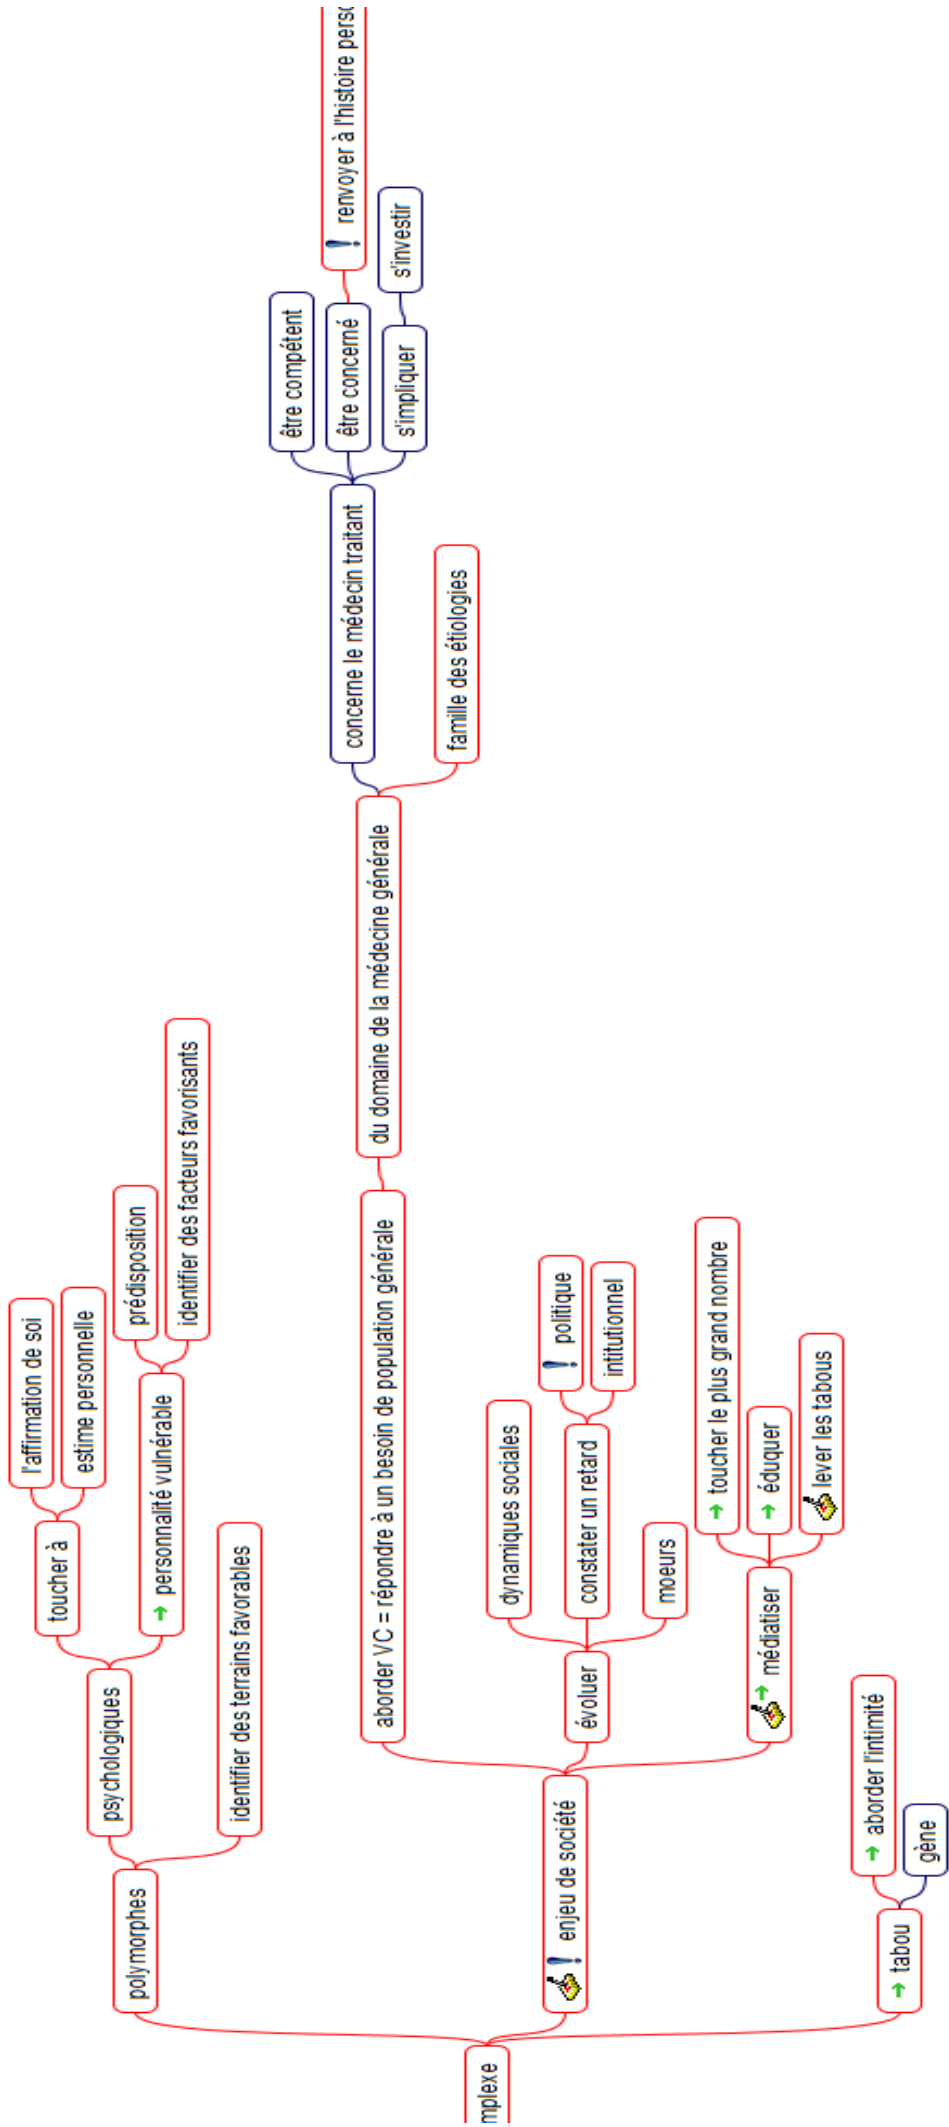 mplexe
polymorphes
psychologiques
toucher à
l'affirmation de soi
estime personnelle
personnalité vulnérable
prédisposition
identifier des facteurs favorisants
identifier des terrains favorables
enjeu de société
aborder VC = répondre à un besoin de population générale
du domaine de la médecine générale
concerne le médecin traitant
être compétent
être concerné
renvoyer à l'histoire perso
s'impliquer
s'investir
famille des étiologies
évoluer
dynamiques sociales
constater un retard
politique
intitutionnel
moeurs
médiatiser
toucher le plus grand nombre
éduquer
lever les tabous
tabou
aborder l'intimité
gène